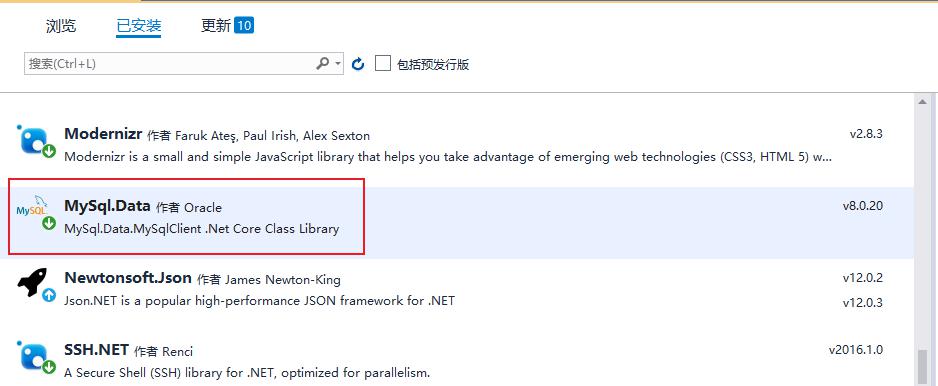 浏览 已安装 更新 10
搜索(Ctrl+L) 包括预发行版
Modernizr 作者 Faruk Ateş, Paul Irish, Alex Sexton v2.8.3
Modernizr is a small and simple JavaScript library that helps you take advantage of emerging web technologies (CSS3, HTML 5) w...
MySQL MySql.Data 作者 Oracle v8.0.20
MySql.Data.MySqlClient .Net Core Class Library
Newtonsoft.Json 作者 James Newton-King v12.0.2
Json.NET is a popular high-performance JSON framework for .NET v12.0.3
SSH.NET 作者 Renci v2016.1.0
A Secure Shell (SSH) library for .NET, optimized for parallelism.